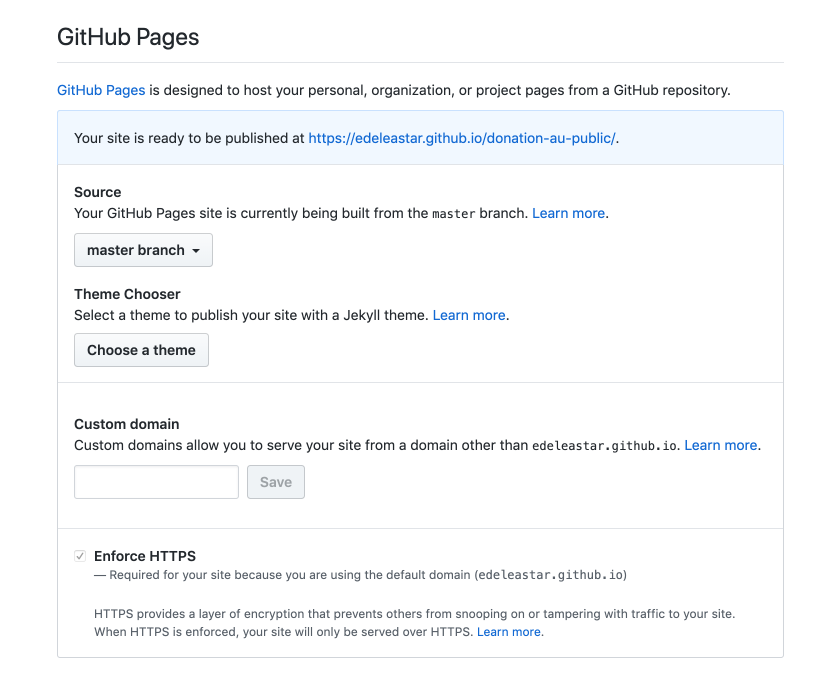 GitHub Pages
GitHub Pages is designed to host your personal, organization, or project pages from a GitHub repository.
Your site is ready to be published at https://edeleastar.github.io/donation-au-public/.
Source
Your GitHub Pages site is currently being built from the master branch. Learn more.
master branch
Theme Chooser
Select a theme to publish your site with a Jekyll theme. Learn more.
Choose a theme
Custom domain
Custom domains allow you to serve your site from a domain other than edeleastar.github.io. Learn more.
Save
Enforce HTTPS
— Required for your site because you are using the default domain (edeleastar.github.io)
HTTPS provides a layer of encryption that prevents others from snooping on or tampering with traffic to your site.
When HTTPS is enforced, your site will only be served over HTTPS. Learn more.